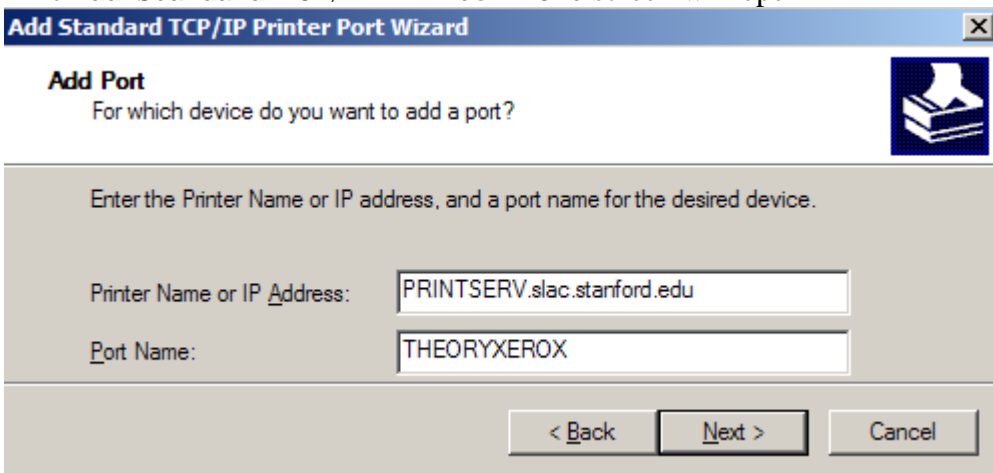 Add Standard TCP/IP Printer Port Wizard
Add Port
For which device do you want to add a port?
Enter the Printer Name or IP address, and a port name for the desired device.
Printer Name or IP Address: PRINTSERV.slac.stanford.edu
Port Name: THEORYXEROX
< Back Next > Cancel